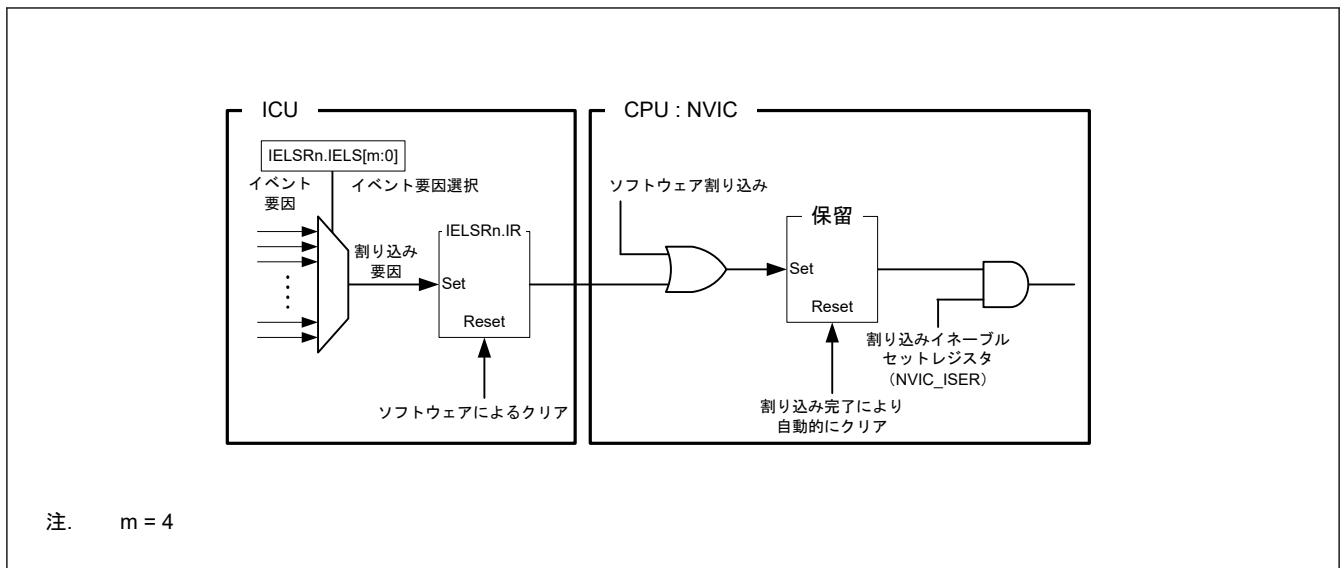 ICU
CPU : NVIC
IELSRn.IELS[m:0]
イベント
要因
イベント要因選択
ソフトウェア割り込み
保留
IELSRn.IR
割り込み
要因
Set
Set
Reset
Reset
割り込みイネーブル
セットレジスタ
（NVIC_ISER）
ソフトウェアによるクリア
割り込み完了により
自動的にクリア
注. m = 4